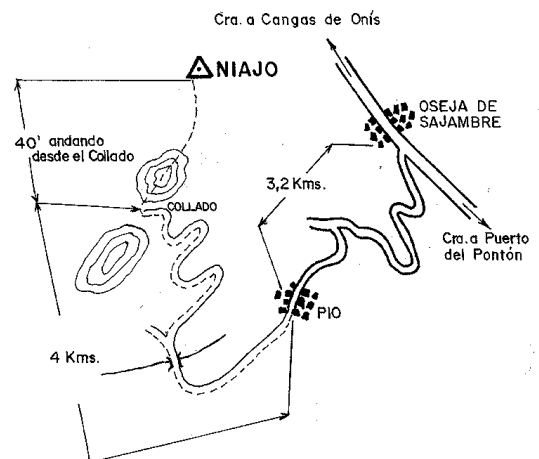 Cra. a Cangas de Onís
NIAJO
OSEJA DE
SAJAMBRE
40' andando
desde el Collado
COLLADO
3,2 Kms.
Cra. a Puerto
del Pontón
PIO
4 Kms.